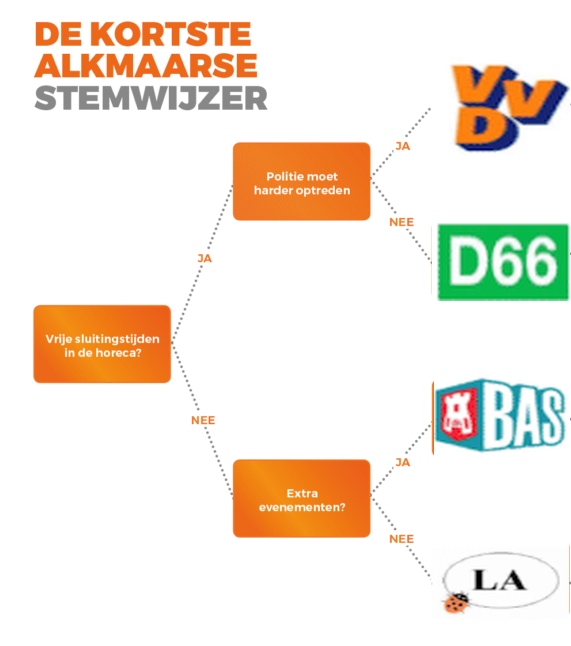 DE KORTSTE
ALKMAARSE
STEMWIJZER
VVD
JA
Politie moet
harder optreden
NEE
D66
JA
Vrije sluitingstijden
in de horeca?
BAS
NEE
JA
Extra
evenementen?
NEE
LA